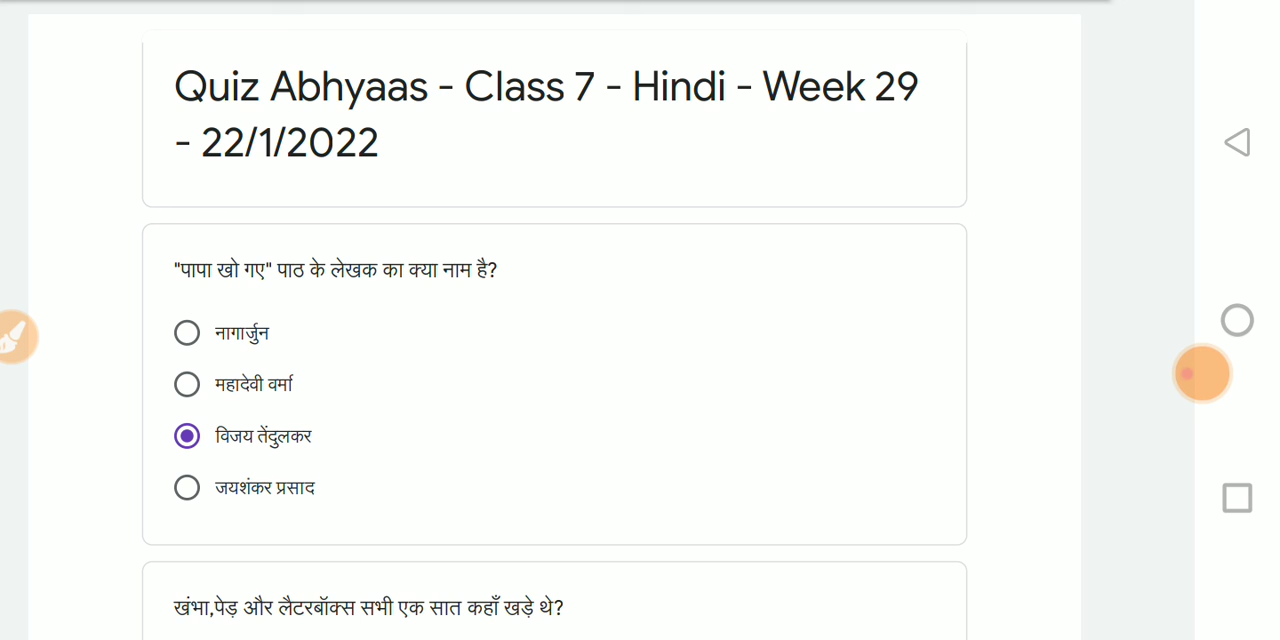 Quiz Abhyaas - Class 7 - Hindi - Week 29
- 22/1/2022
"पापा खो गए" पाठ के लेखक का क्या नाम है?
नागार्जुन
महादेवी वर्मा
विजय तेंदुलकर
जयशंकर प्रसाद
खंभा,पेड़ और लैटरबॉक्स सभी एक सात कहाँ खड़े थे?